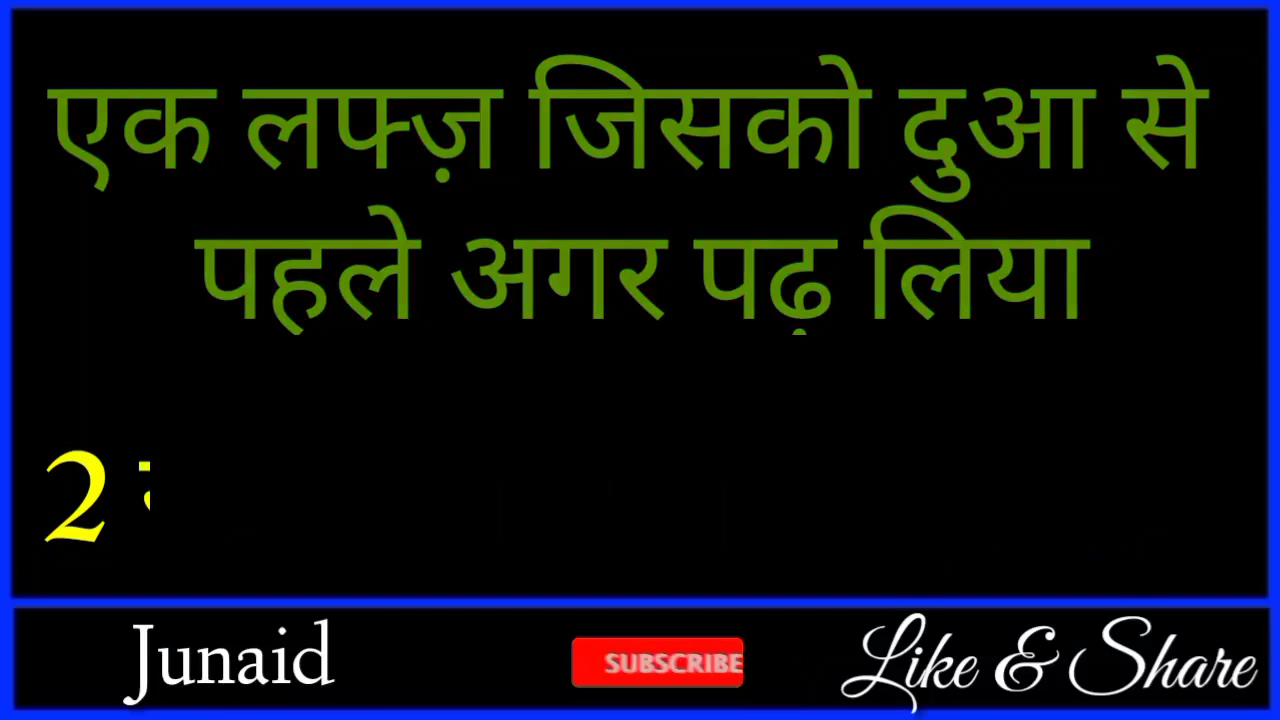 एक लफ्ज़ जिसको दुआ से
पहले अगर पढ़ लिया
2
Junaid
SUBSCRIBE
Like & Share